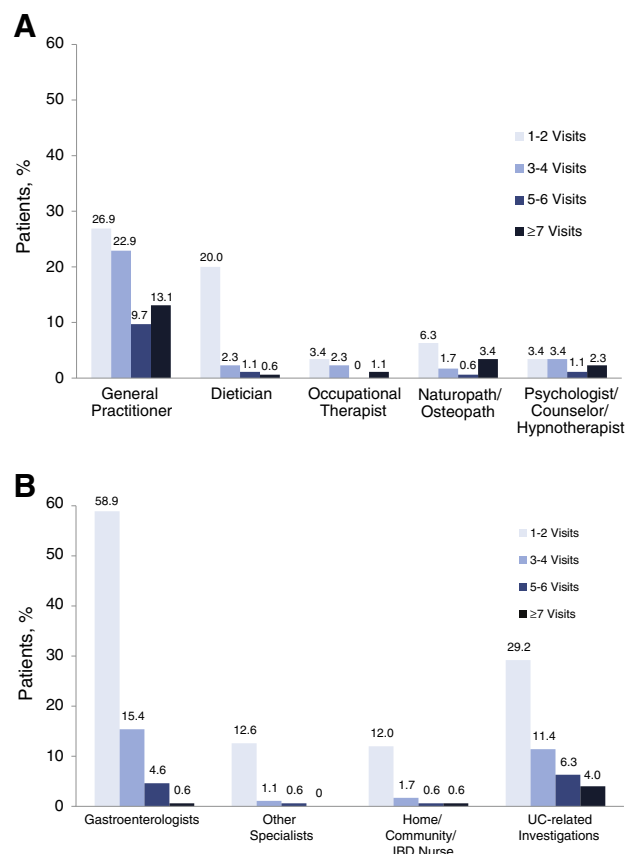 A
60
50
40
30
20
10
0
Patients, %
1-2 Visits
3-4 Visits
5-6 Visits
≥7 Visits
26.9
22.9
9.7
13.1
20.0
2.3
1.1
0.6
3.4
2.3
0
1.1
6.3
1.7
0.6
3.4
3.4
3.4
1.1
2.3
General
Practitioner
Dietician
Occupational
Therapist
Naturopath/
Osteopath
Psychologist/
Counselor/
Hypnotherapist
B
60
50
40
30
20
10
0
Patients, %
1-2 Visits
3-4 Visits
5-6 Visits
≥7 Visits
58.9
15.4
4.6
0.6
12.6
1.1
0.6
0
12.0
1.7
0.6
0.6
29.2
11.4
6.3
4.0
Gastroenterologists
Other
Specialists
Home/
Community/
IBD Nurse
UC-related
Investigations